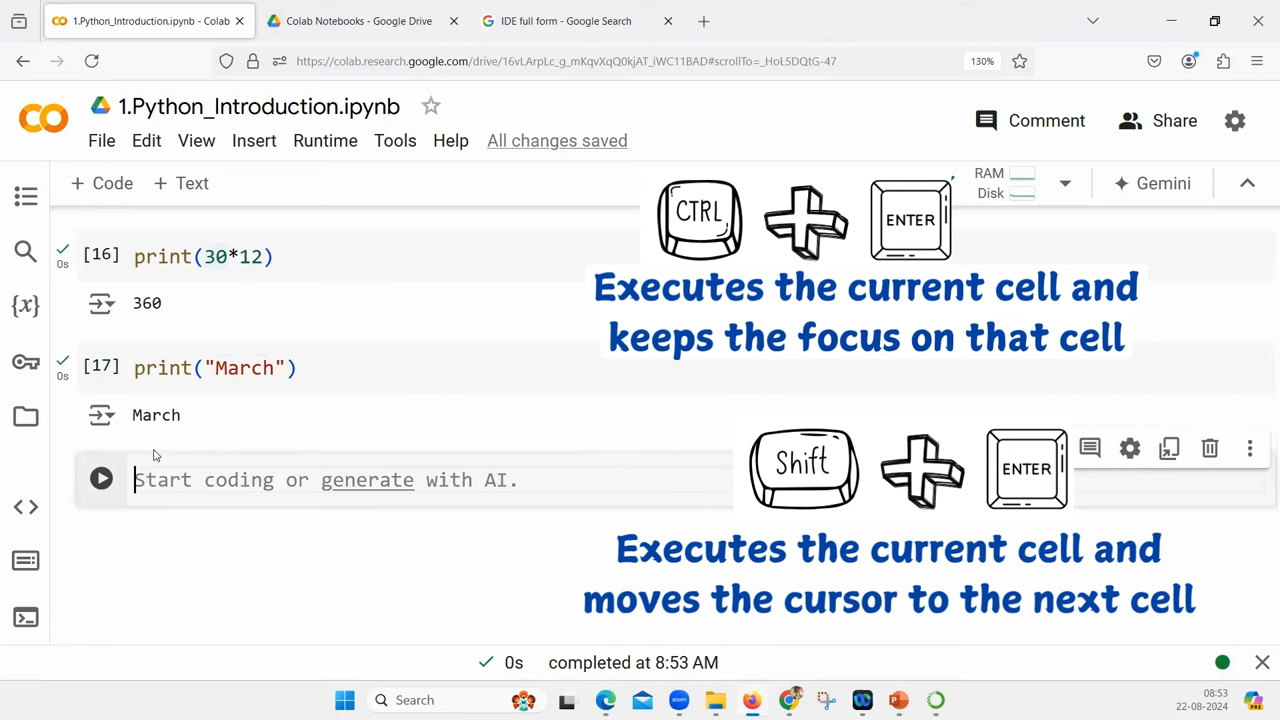 1.Python_Introduction.ipynb - Colab
Colab Notebooks - Google Drive
IDE full form - Google Search
https://colab.research.google.com/drive/16vLArpLc_g_mKqvXqQ0kjAT_iWC11BAD#scrollTo=_HoL5DQtG-47
130%
1.Python_Introduction.ipynb
Comment
Share
File Edit View Insert Runtime Tools Help All changes saved
+ Code + Text
RAM
Disk
Gemini
CTRL
ENTER
[16] print(30*12)
0s
360
Executes the current cell and
keeps the focus on that cell
[17] print("March")
0s
March
Shift
ENTER
Start coding or generate with AI.
Executes the current cell and
moves the cursor to the next cell
0s completed at 8:53 AM
Search
zoom
08:53
22-08-2024
PRE